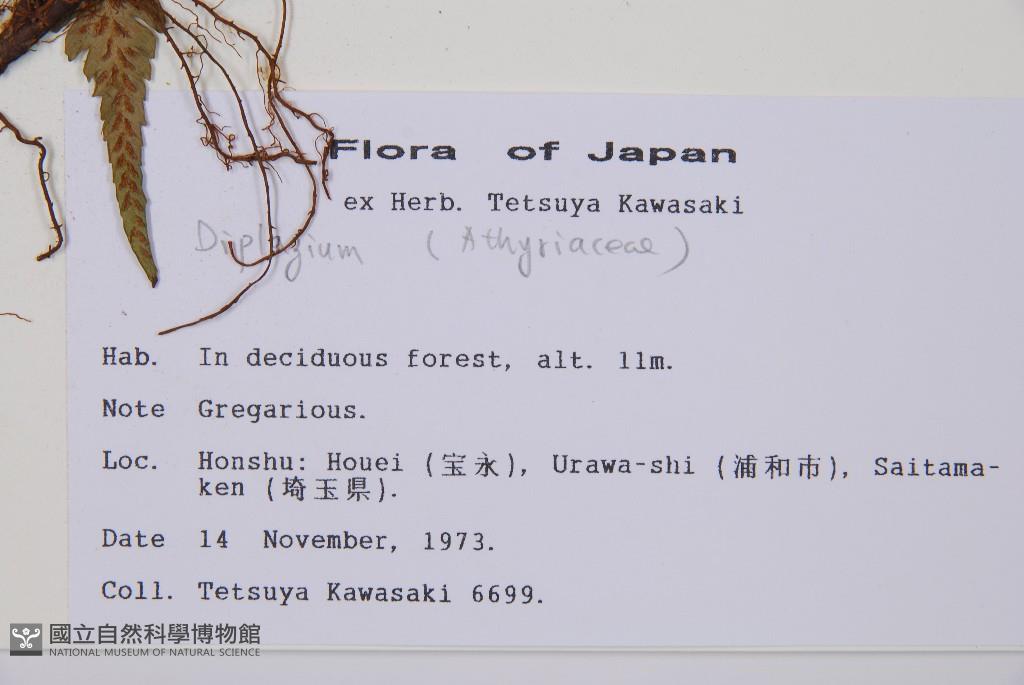 Flora of Japan
ex Herb. Tetsuya Kawasaki
Diplazium (Athyriaceae)
Hab. In deciduous forest, alt. 11m.
Note Gregarious.
Loc. Honshu: Houei (宝永), Urawa-shi (浦和市), Saitama-
ken (埼玉県).
Date 14 November, 1973.
Coll. Tetsuya Kawasaki 6699.
國立自然科學博物館
NATIONAL MUSEUM OF NATURAL SCIENCE